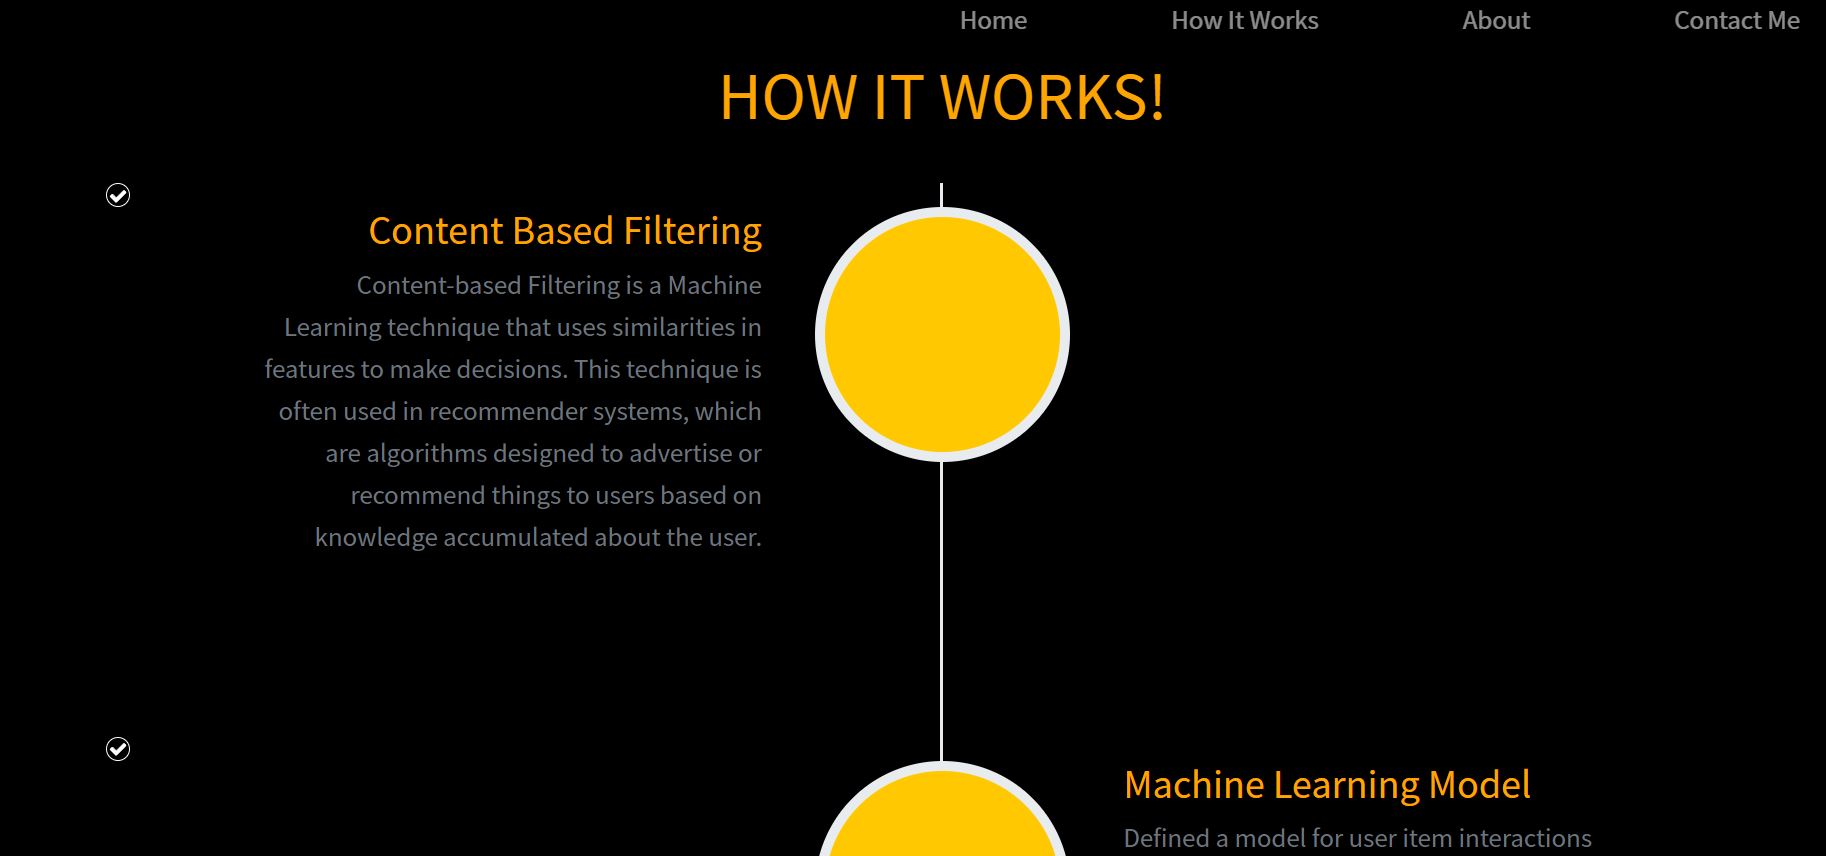 Home How It Works About Contact Me
HOW IT WORKS!
Content Based Filtering
Content-based Filtering is a Machine
Learning technique that uses similarities in
features to make decisions. This technique is
often used in recommender systems, which
are algorithms designed to advertise or
recommend things to users based on
knowledge accumulated about the user.
Machine Learning Model
Defined a model for user item interactions